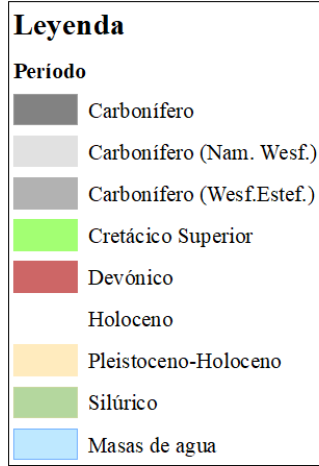 Leyenda
Período
Carbonífero
Carbonífero (Nam. Wesf.)
Carbonífero (Wesf.Estef.)
Cretácico Superior
Devónico
Holoceno
Pleistoceno-Holoceno
Silúrico
Masas de agua